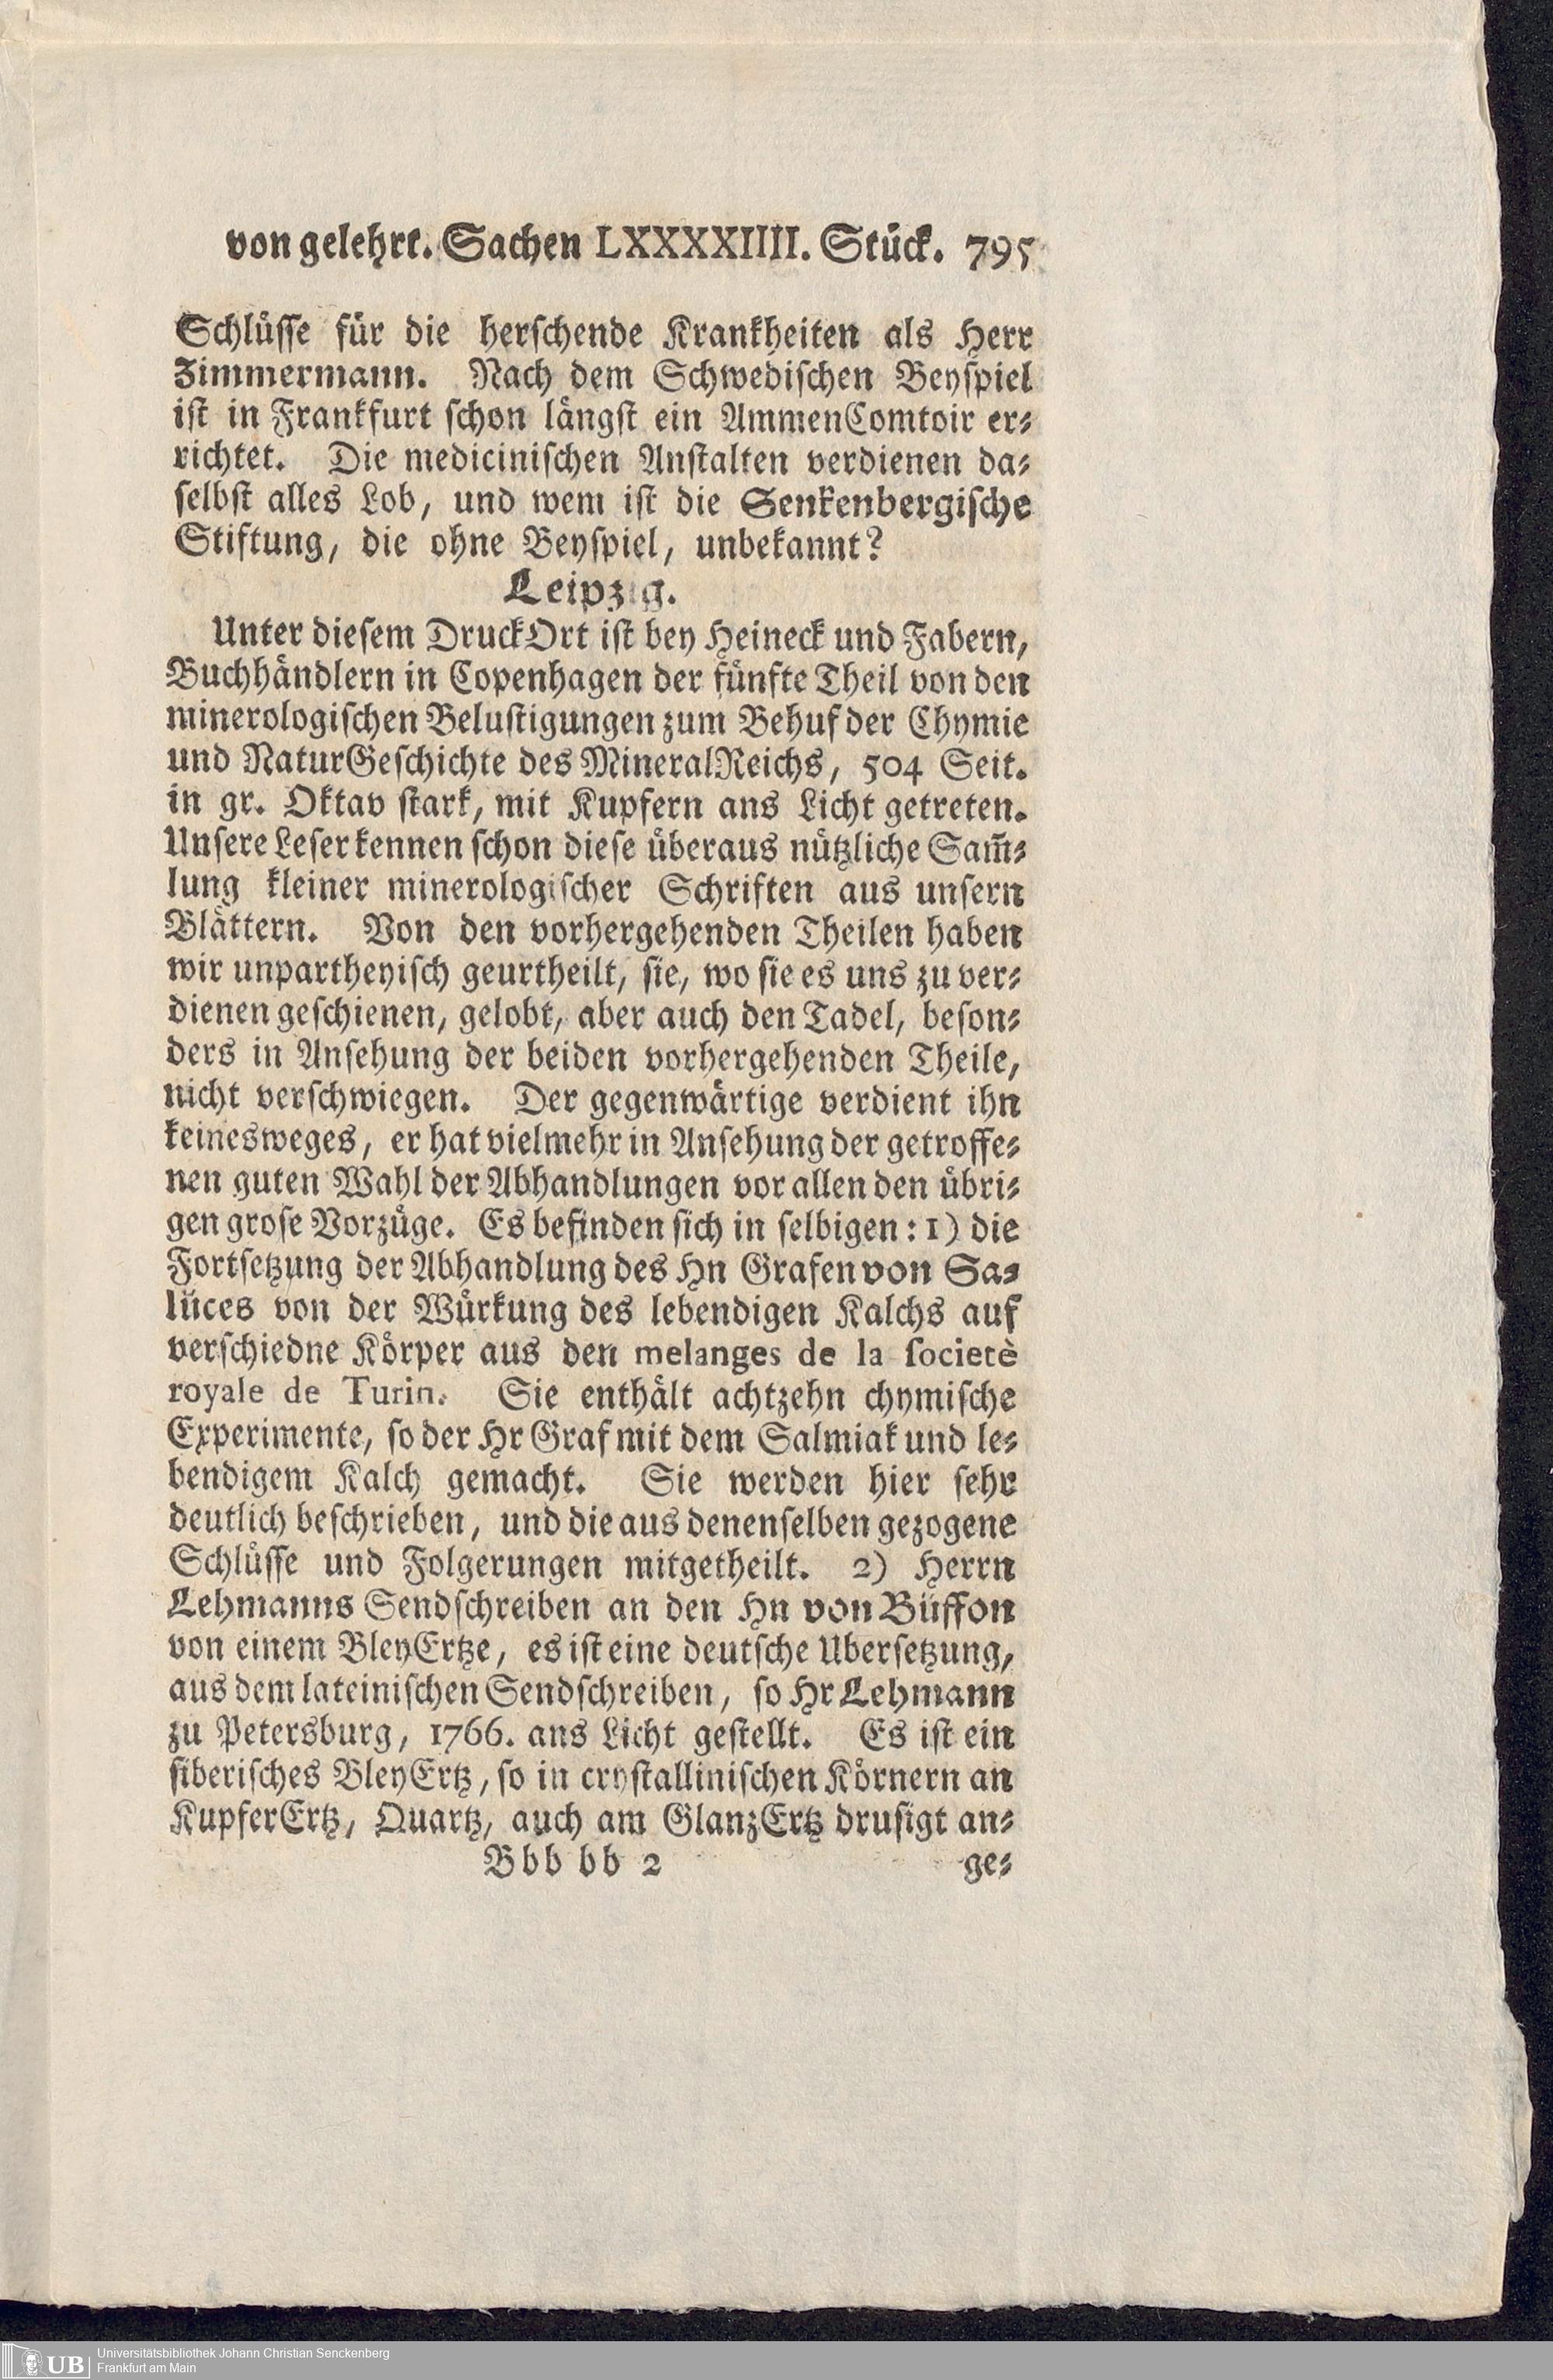 von gelehrt. Sachen LXXXXIIII. Stück. 795
Schlüsse für die herschende Krankheiten als Herr
Zimmermann. Nach dem Schwedischen Beyspiel
ist in Frankfurt schon längst ein AmmenComtoir er-
richtet. Die medicinischen Anstalten verdienen da-
selbst alles Lob, und wem ist die Senkenbergische
Stiftung, die ohne Beyspiel, unbekannt?
Leipzig.
Unter diesem DruckOrt ist bey Heineck und Fabern,
Buchhändlern in Copenhagen der fünfte Theil von den
minerologischen Belustigungen zum Behuf der Chymie
und NaturGeschichte des MineralReichs, 504 Seit.
in gr. Oktav stark, mit Kupfern ans Licht getreten.
Unsere Leser kennen schon diese überaus nützliche Sam̄-
lung kleiner minerologischer Schriften aus unsern
Blättern. Von den vorhergehenden Theilen haben
wir unpartheyisch geurtheilt, sie, wo sie es uns zu ver-
dienen geschienen, gelobt, aber auch den Tadel, beson-
ders in Ansehung der beiden vorhergehenden Theile,
nicht verschwiegen. Der gegenwärtige verdient ihn
keinesweges, er hat vielmehr in Ansehung der getroffe-
nen guten Wahl der Abhandlungen vor allen den übri-
gen grose Vorzüge. Es befinden sich in selbigen: 1) die
Fortsetzung der Abhandlung des Hn Grafen von Sa-
lüces von der Würkung des lebendigen Kalchs auf
verschiedne Körper aus den melanges de la societè
royale de Turin. Sie enthält achtzehn chymische
Experimente, so der Hr Graf mit dem Salmiak und le-
bendigem Kalch gemacht. Sie werden hier sehr
deutlich beschrieben, und die aus denenselben gezogene
Schlüsse und Folgerungen mitgetheilt. 2) Herrn
Lehmanns Sendschreiben an den Hn von Büffon
von einem BleyErtze, es ist eine deutsche Ubersetzung,
aus dem lateinischen Sendschreiben, so Hr Lehmann
zu Petersburg, 1766. ans Licht gestellt. Es ist ein
siberisches BleyErtz, so in crystallinischen Körnern an
KupferErtz, Quartz, auch am GlanzErtz drusigt an-
Bbb bb 2 ge-
UB Universitätsbibliothek Johann Christian Senckenberg
Frankfurt am Main